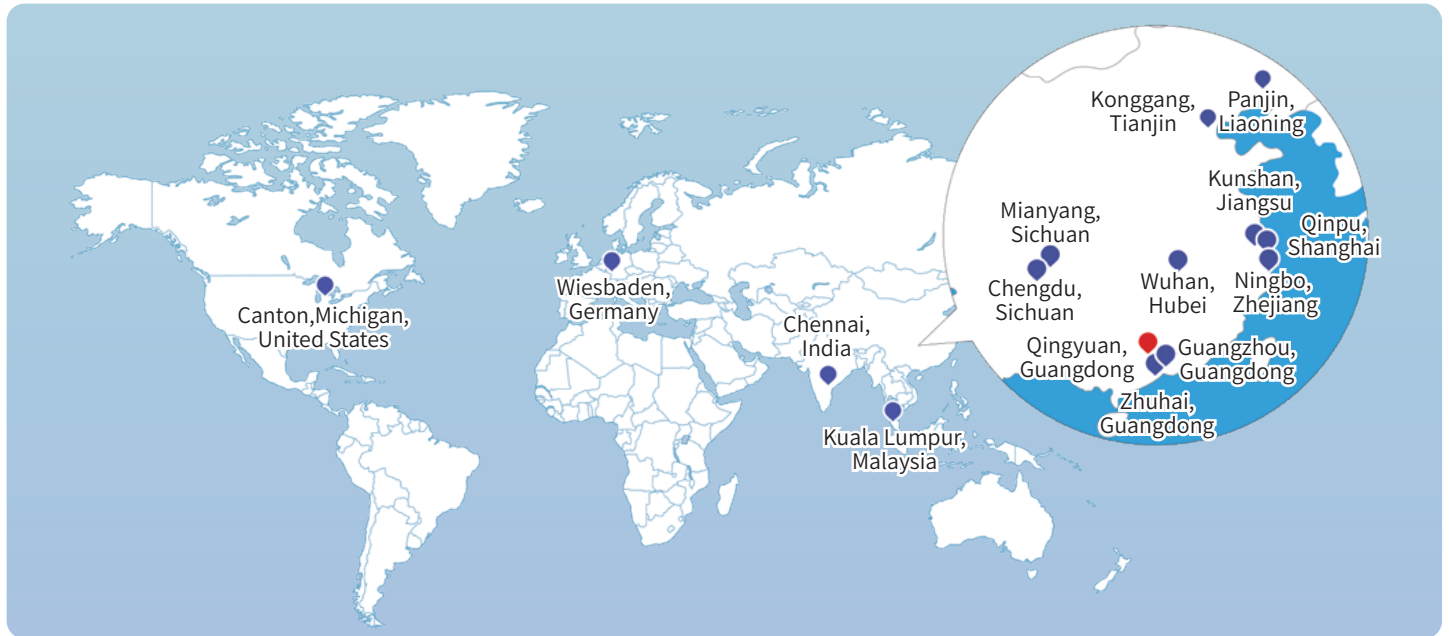 Canton,Michigan,
United States
Wiesbaden,
Germany
Chennai,
India
Kuala Lumpur,
Malaysia
Konggang,
Tianjin
Panjin,
Liaoning
Kunshan,
Jiangsu
Qinpu,
Shanghai
Mianyang,
Sichuan
Chengdu,
Sichuan
Wuhan,
Hubei
Ningbo,
Zhejiang
Qingyuan,
Guangdong
Guangzhou,
Guangdong
Zhuhai,
Guangdong